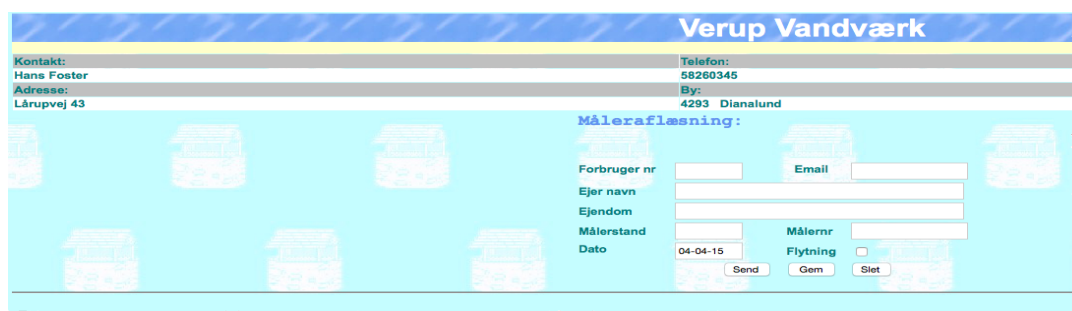 Verup Vandværk
Kontakt: Telefon:
Hans Foster 58260345
Adresse: By:
Lårupvej 43 4293 Dianalund
Måleraflæsning:
Forbruger nr Email
Ejer navn
Ejendom
Målerstand Målernr
Dato 04-04-15 Flytning
Send Gem Slet